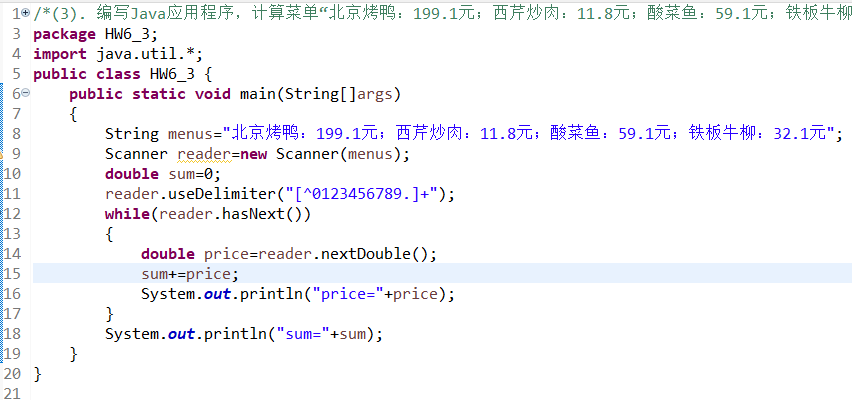 1 /*(3). 编写Java应用程序，计算菜单“北京烤鸭：199.1元；西芹炒肉：11.8元；酸菜鱼：59.1元；铁板牛柳
3 package HW6_3;
4 import java.util.*;
5 public class HW6_3 {
6 public static void main(String[]args)
7 {
8 String menus="北京烤鸭：199.1元；西芹炒肉：11.8元；酸菜鱼：59.1元；铁板牛柳：32.1元";
9 Scanner reader=new Scanner(menus);
10 double sum=0;
11 reader.useDelimiter("[^0123456789.]+");
12 while(reader.hasNext())
13 {
14 double price=reader.nextDouble();
15 sum+=price;
16 System.out.println("price="+price);
17 }
18 System.out.println("sum="+sum);
19 }
20 }
21